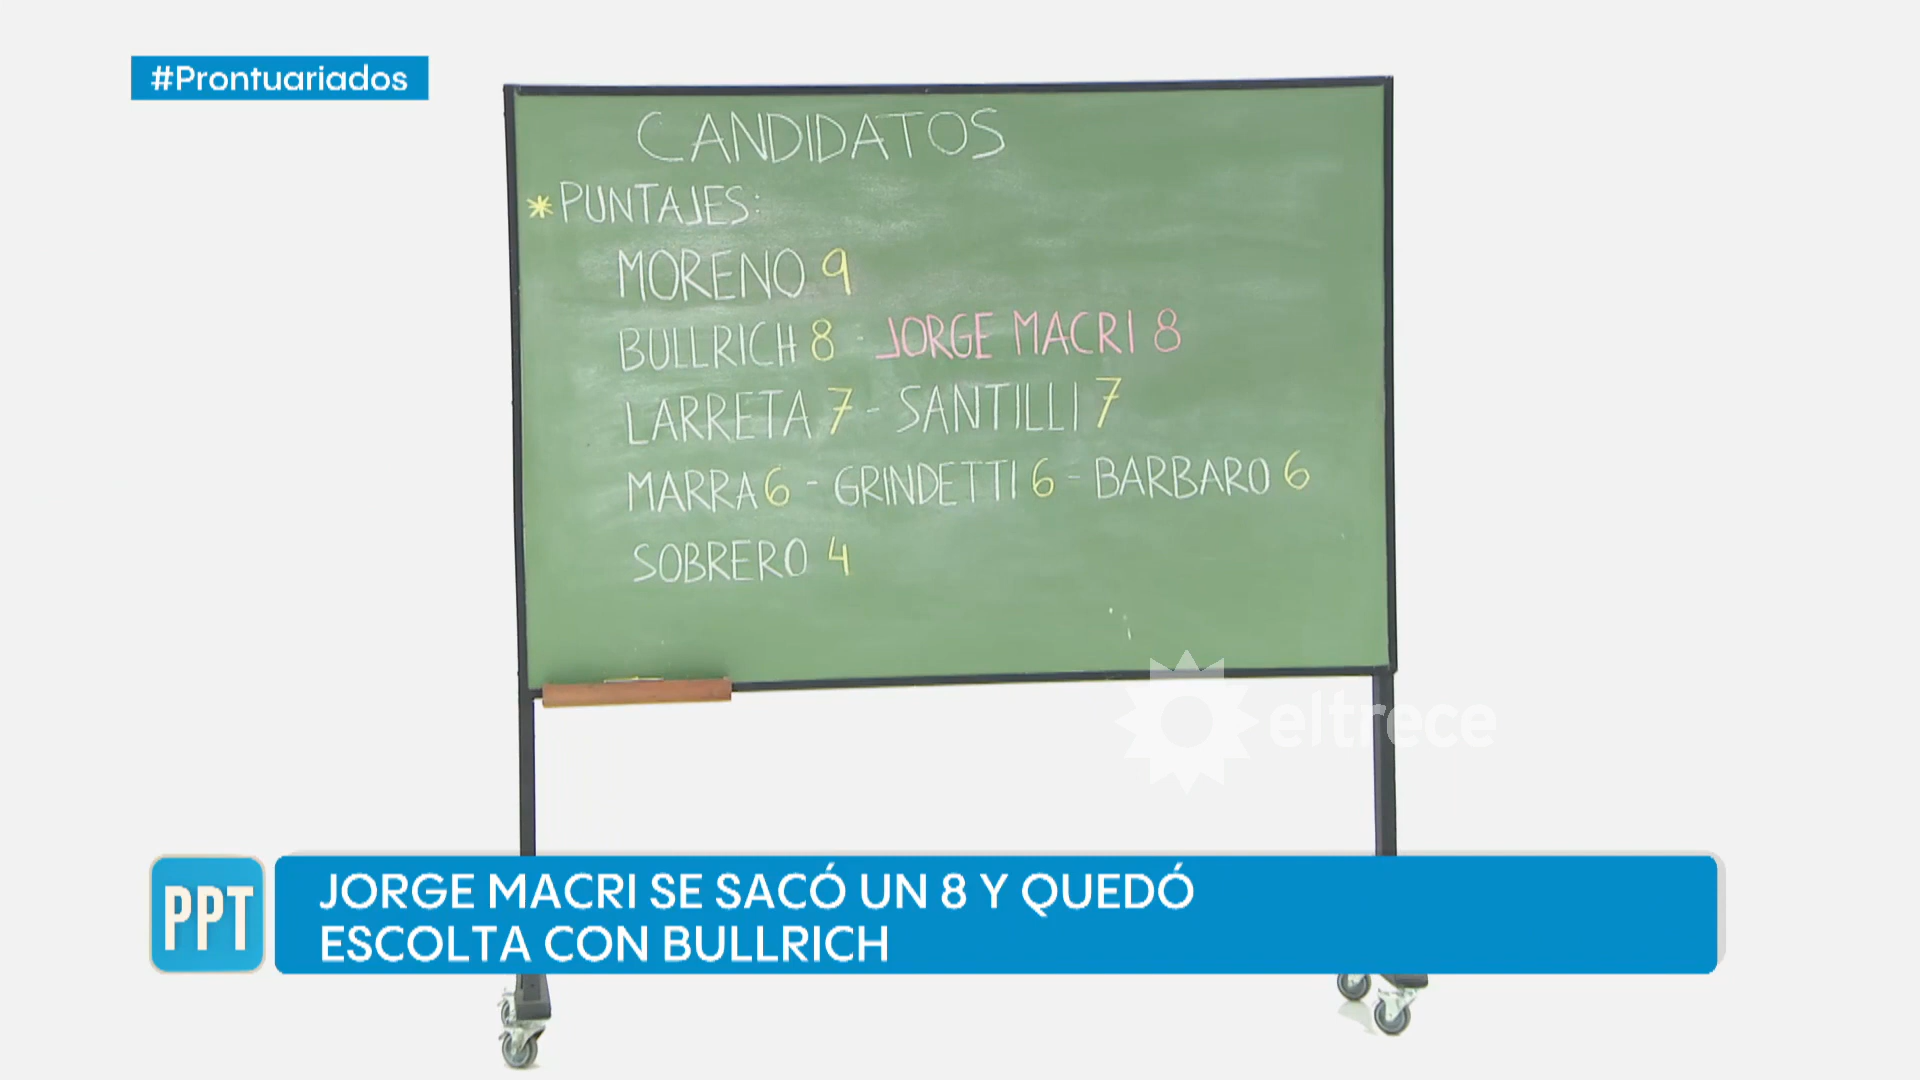 #Prontuariados
CANDIDATOS
* PUNTAJES:
MORENO 9
BULLRICH 8 - JORGE MACRI 8
LARRETA 7 - SANTILLI 7
MARRA 6 - GRINDETTI 6 - BARBARO 6
SOBRERO 4
eltrece
PPT
JORGE MACRI SE SACÓ UN 8 Y QUEDÓ
ESCOLTA CON BULLRICH